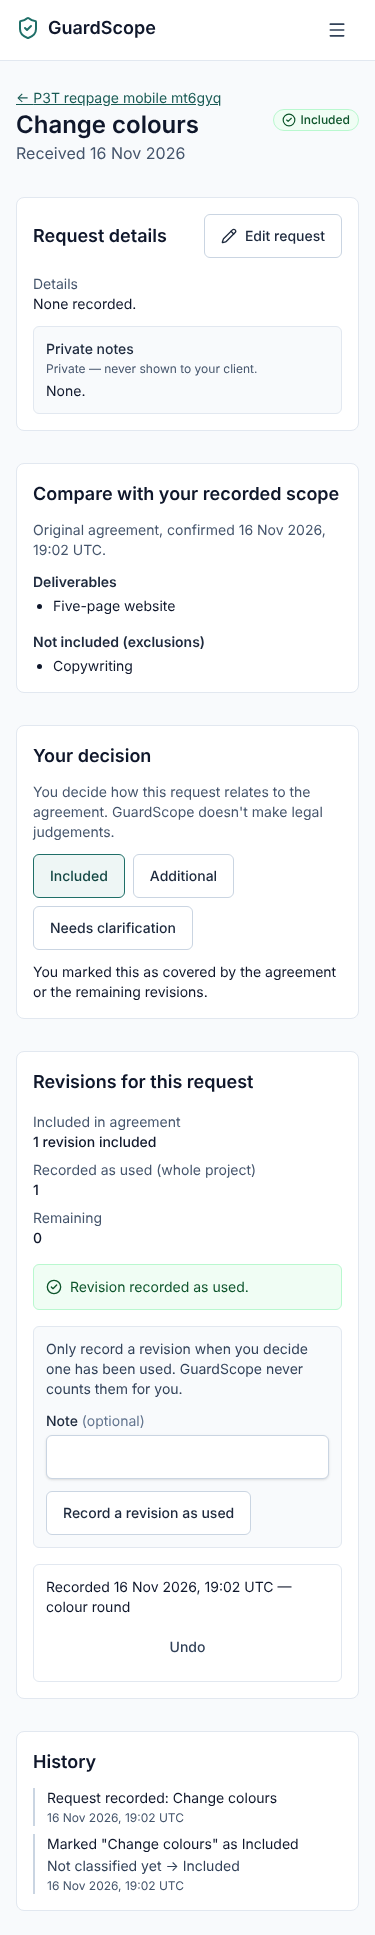 GuardScope
← P3T reqpage mobile mt6gyq
Change colours
Included
Received 16 Nov 2026
Request details
Edit request
Details
None recorded.
Private notes
Private — never shown to your client.
None.
Compare with your recorded scope
Original agreement, confirmed 16 Nov 2026,
19:02 UTC.
Deliverables
• Five-page website
Not included (exclusions)
• Copywriting
Your decision
You decide how this request relates to the
agreement. GuardScope doesn't make legal
judgements.
Included
Additional
Needs clarification
You marked this as covered by the agreement
or the remaining revisions.
Revisions for this request
Included in agreement
1 revision included
Recorded as used (whole project)
1
Remaining
0
Revision recorded as used.
Only record a revision when you decide
one has been used. GuardScope never
counts them for you.
Note (optional)
Record a revision as used
Recorded 16 Nov 2026, 19:02 UTC —
colour round
Undo
History
Request recorded: Change colours
16 Nov 2026, 19:02 UTC
Marked "Change colours" as Included
Not classified yet → Included
16 Nov 2026, 19:02 UTC